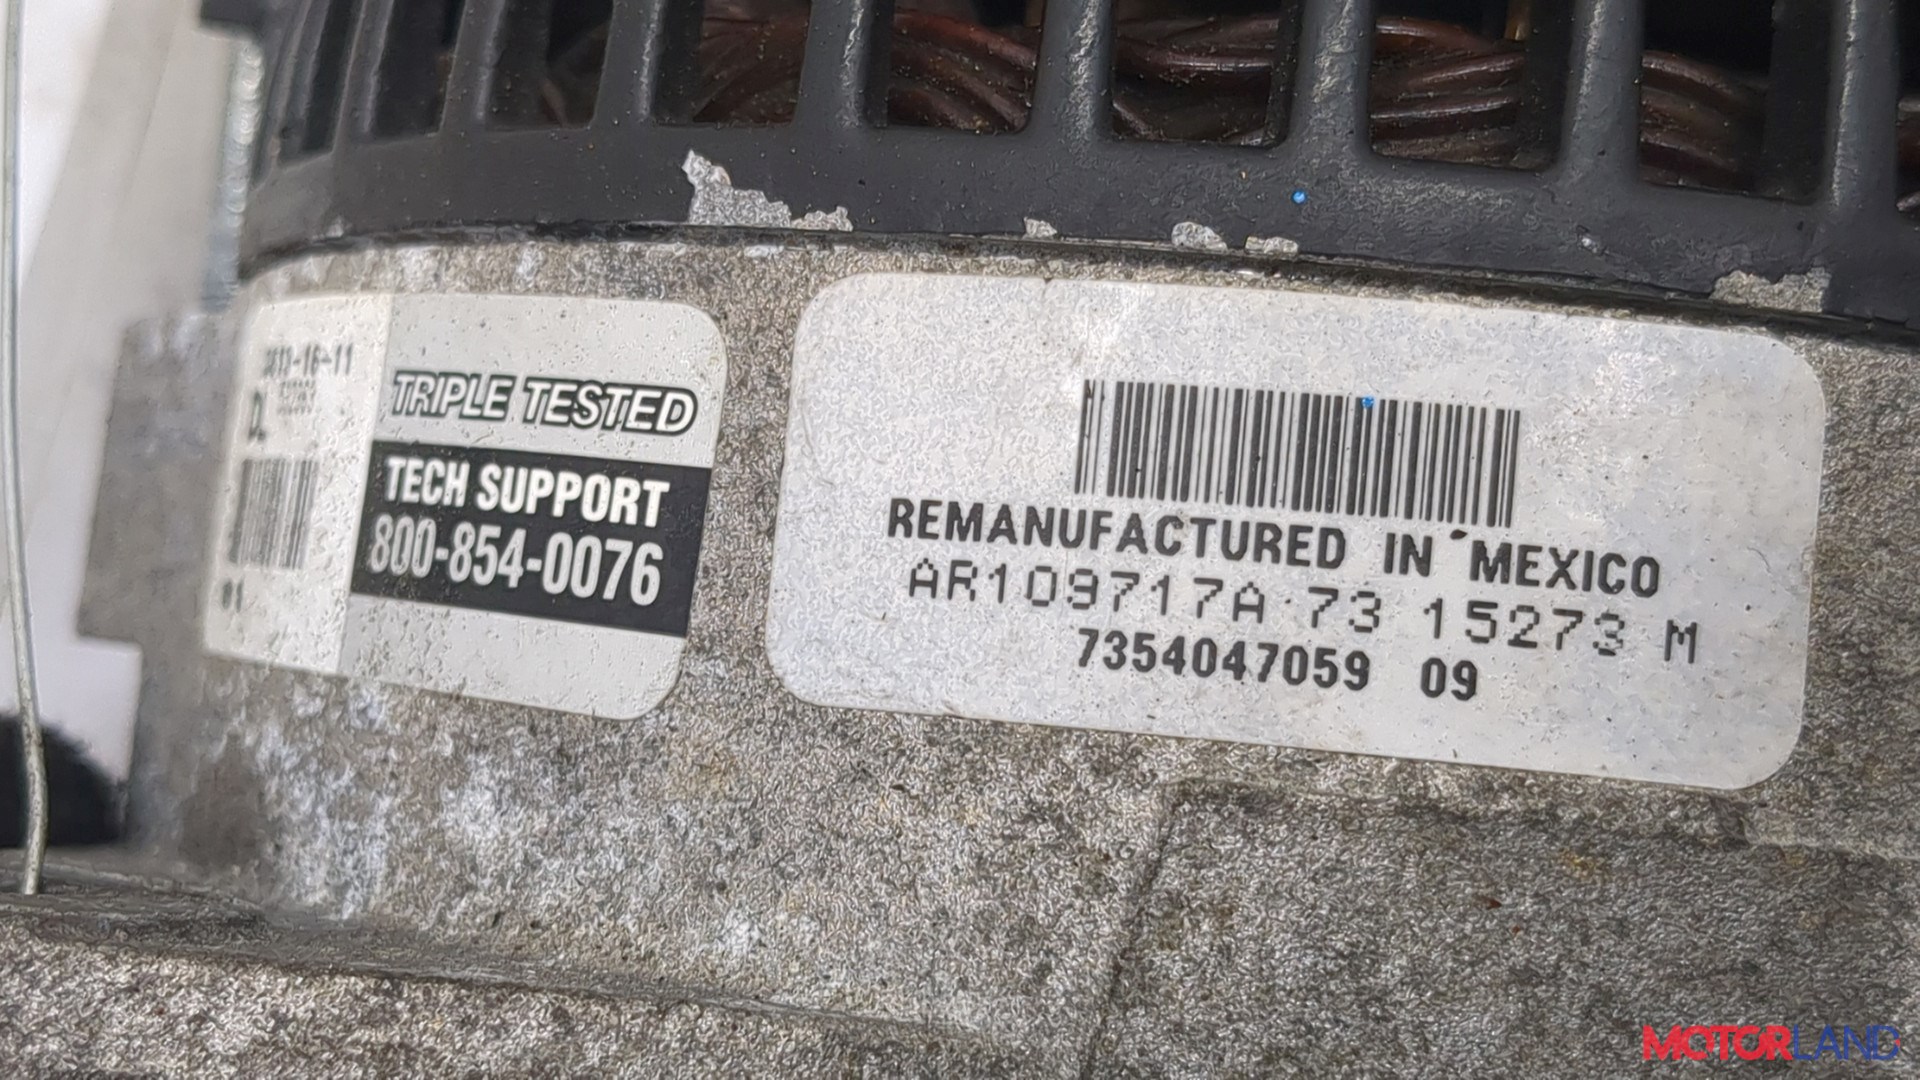 D.
TRIPLE TESTED
TECH SUPPORT
800-854-0076
REMANUFACTURED IN MEXICO
AR109717A 73 15273 M
7354047059 09
MOTORLAND